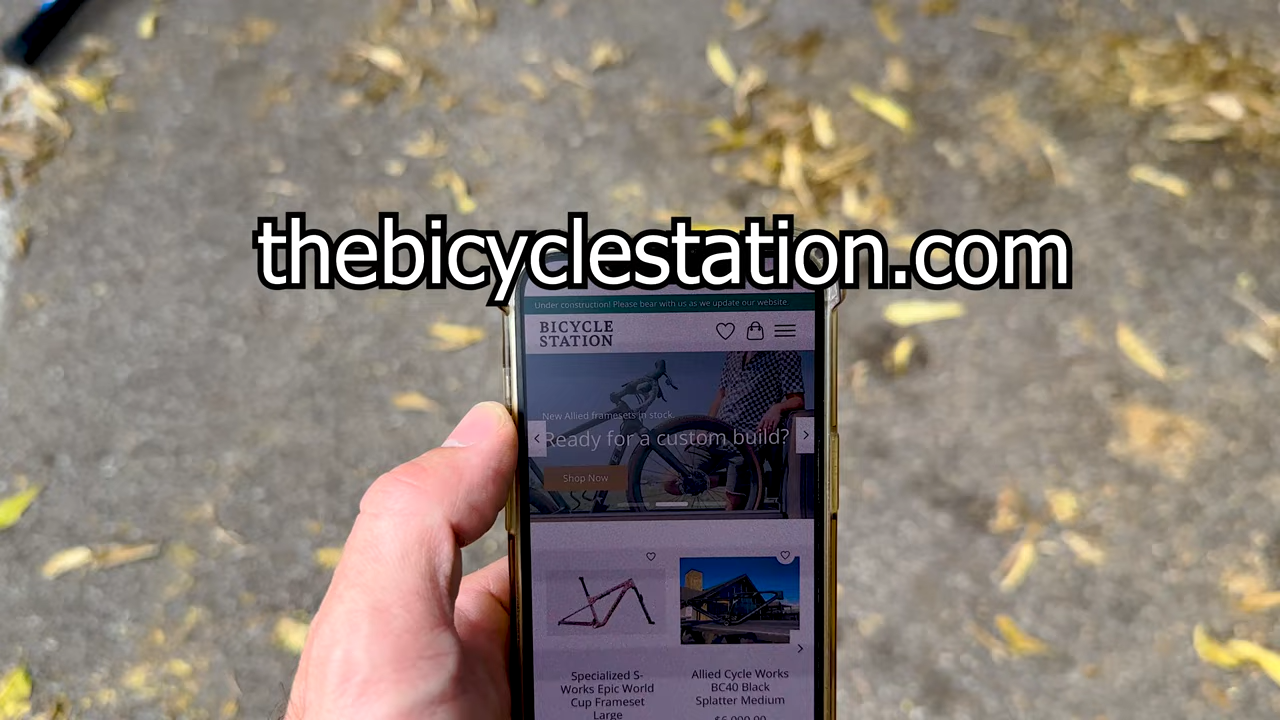 thebicyclestation.com
Under construction! Please bear with us as we update our website
BICYCLE
STATION
New Allied framesets in stock.
Ready for a custom build?
Shop Now
Specialized S-
Works Epic World
Cup Frameset
Large
Allied Cycle Works
BC40 Black
Splatter Medium